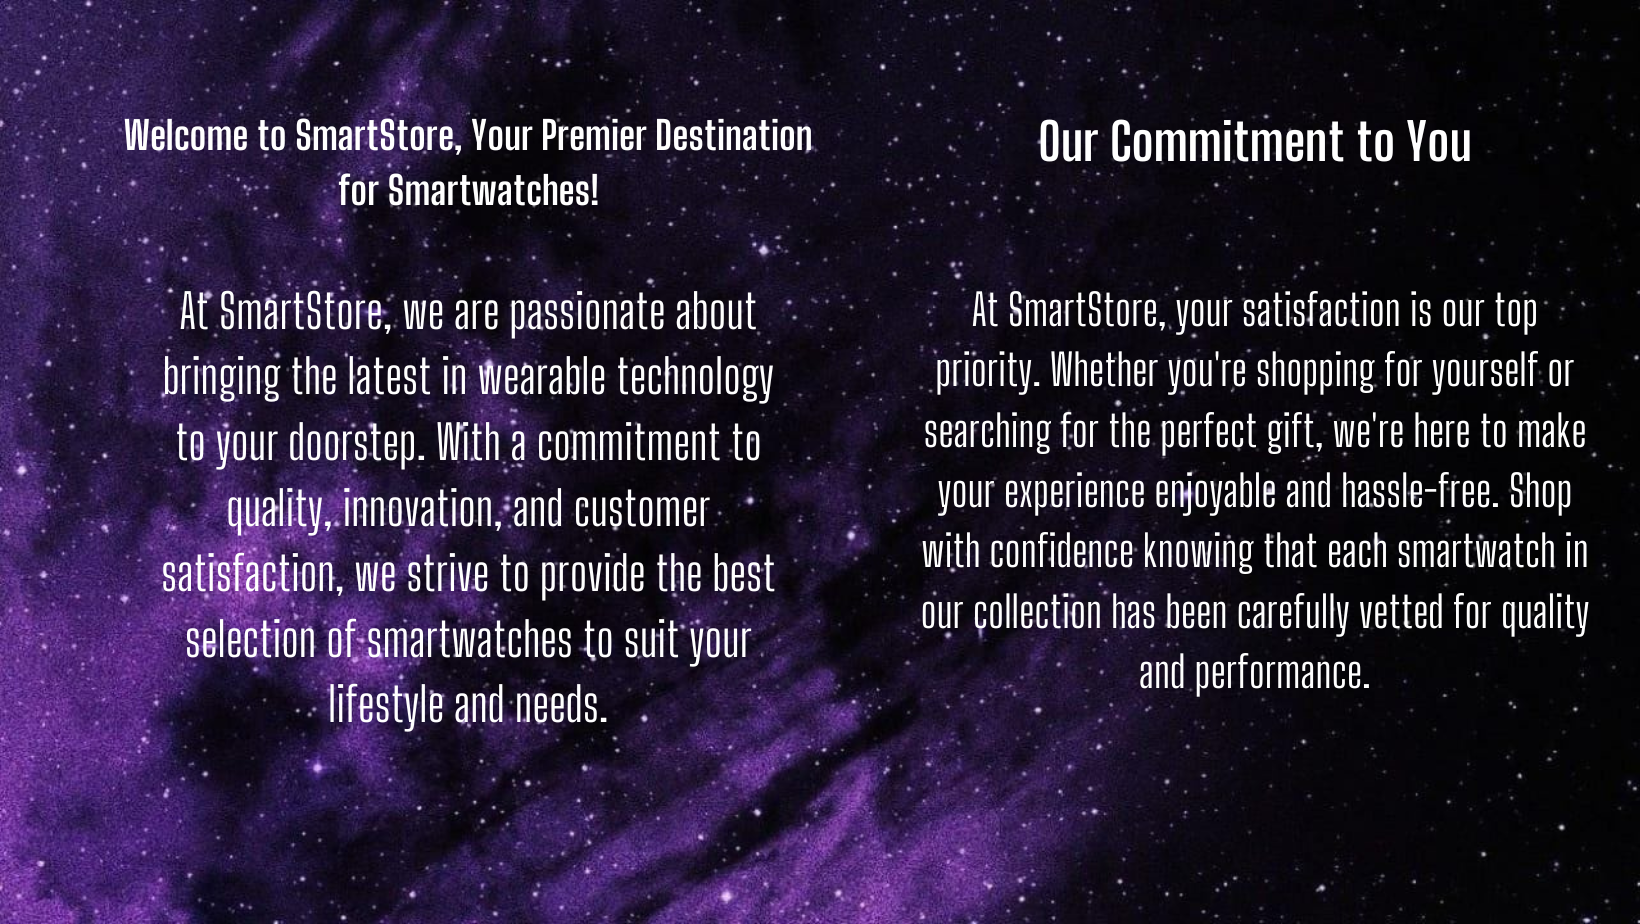 Welcome to SmartStore, Your Premier Destination
for Smartwatches!
At SmartStore, we are passionate about
bringing the latest in wearable technology
to your doorstep. With a commitment to
quality, innovation, and customer
satisfaction, we strive to provide the best
selection of smartwatches to suit your
lifestyle and needs.
Our Commitment to You
At SmartStore, your satisfaction is our top
priority. Whether you're shopping for yourself or
searching for the perfect gift, we're here to make
your experience enjoyable and hassle-free. Shop
with confidence knowing that each smartwatch in
our collection has been carefully vetted for quality
and performance.